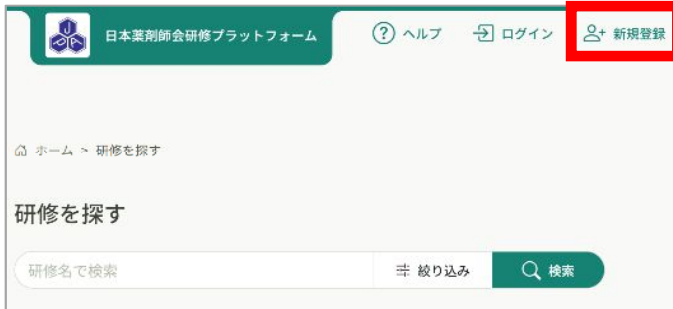 日本薬剤師会研修プラットフォーム ? ヘルプ ログイン 新規登録
ホーム > 研修を探す
研修を探す
研修名で検索 絞り込み 検索